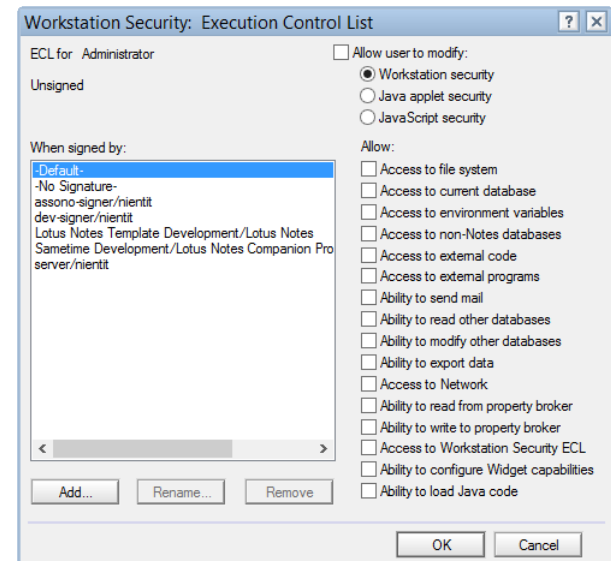 Workstation Security: Execution Control List
? X
ECL for Administrator
Unsigned
Allow user to modify:
Workstation security
Java applet security
JavaScript security
When signed by:
-Default-
-No Signature-
assono-signer/nientit
dev-signer/nientit
Lotus Notes Template Development/Lotus Notes
Sametime Development/Lotus Notes Companion Pro
server/nientit
Add...
Rename...
Remove
Allow:
Access to file system
Access to current database
Access to environment variables
Access to non-Notes databases
Access to external code
Access to external programs
Ability to send mail
Ability to read other databases
Ability to modify other databases
Ability to export data
Access to Network
Ability to read from property broker
Ability to write to property broker
Access to Workstation Security ECL
Ability to configure Widget capabilities
Ability to load Java code
OK
Cancel